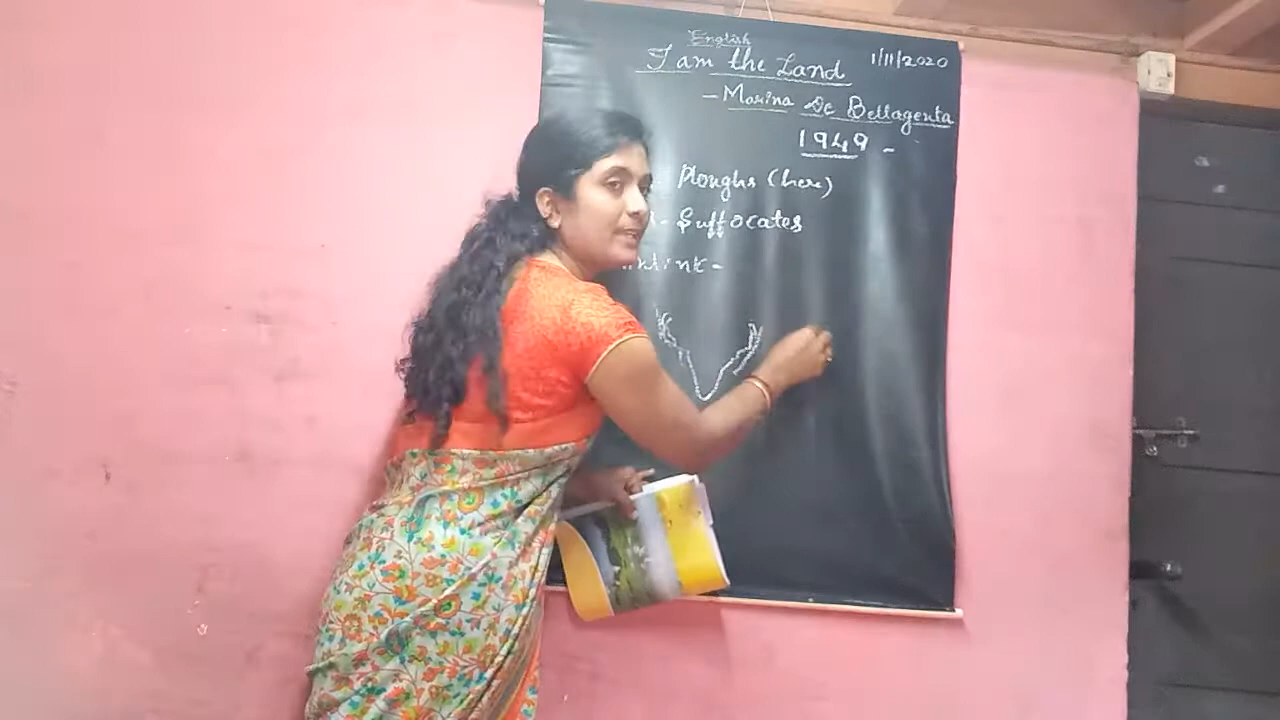 English
I am the Land
1/11/2020
- Marina De Bellagenta
1949 -
Ploughs (here)
- Suffocates